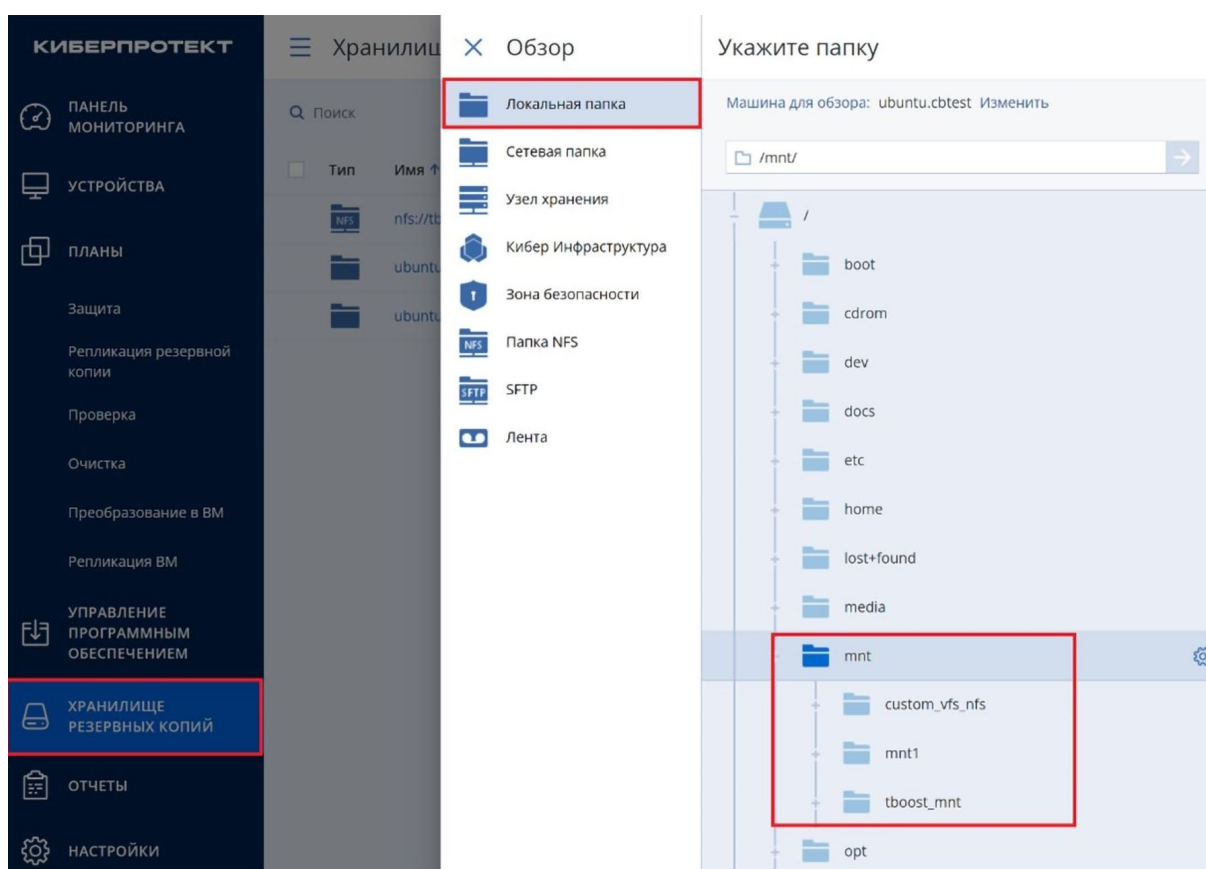 КИБЕРПРОТЕКТ
ПАНЕЛЬ
МОНИТОРИНГА
УСТРОЙСТВА
ПЛАНЫ
Защита
Репликация резервной
копии
Проверка
Очистка
Преобразование в ВМ
Репликация ВМ
УПРАВЛЕНИЕ
ПРОГРАММНЫМ
ОБЕСПЕЧЕНИЕМ
ХРАНИЛИЩЕ
РЕЗЕРВНЫХ КОПИЙ
ОТЧЕТЫ
НАСТРОЙКИ
Хранилищ
Поиск
Тип Имя
NFS nfs://tb
ubuntu
ubuntu
Обзор
Локальная папка
Сетевая папка
Узел хранения
Кибер Инфраструктура
Зона безопасности
NFS Папка NFS
SFTP SFTP
Лента
Укажите папку
Машина для обзора: ubuntu.cbtest Изменить
/mnt/
/
boot
cdrom
dev
docs
etc
home
lost+found
media
mnt
custom_vfs_nfs
mnt1
tboost_mnt
opt